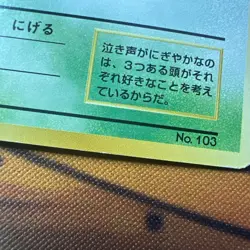 にげる
泣き声がにぎやかなの
は、3つある頭がそれ
ぞれ好きなことを考え
ているからだ。
No. 103